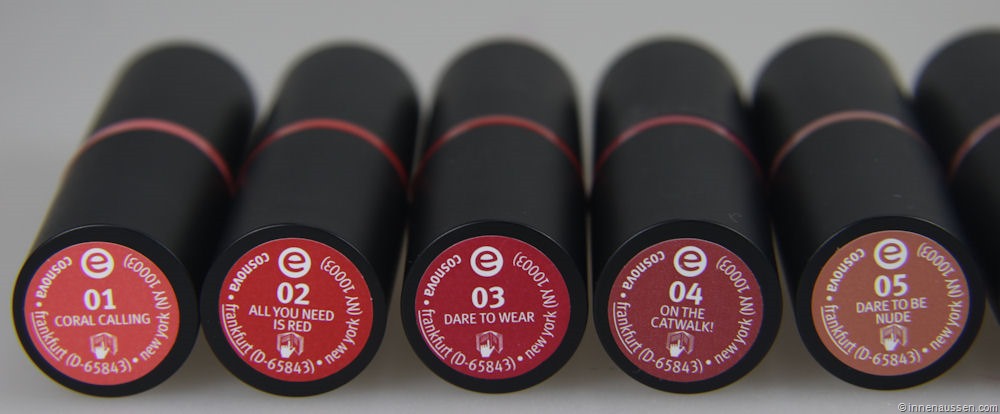 e
cosnova • frankfurt (D-65843) • new york (NY 10003)
01
CORAL CALLING
e
cosnova • frankfurt (D-65843) • new york (NY 10003)
02
ALL YOU NEED
IS RED
e
cosnova • frankfurt (D-65843) • new york (NY 10003)
03
DARE TO WEAR
e
cosnova • frankfurt (D-65843) • new york (NY 10003)
04
ON THE
CATWALK!
e
cosnova • frankfurt (D-65843) • new york (NY 10003)
05
DARE TO BE
NUDE
© innenaussen.com